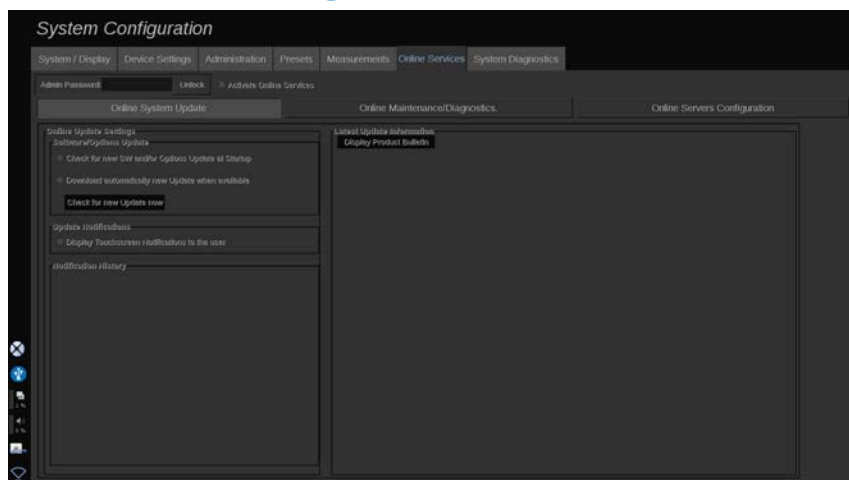 System Configuration
System / Display Device Settings Administration Presets Measurements Online Services System Diagnostics
Admin Password: Unlock Activate Online Services
Online System Update Online Maintenance/Diagnostics. Online Servers Configuration
Online Update Settings
Software/Options Update
Check for new SW and/or Options Update at Startup
Download automatically new Update when available
Check for new Update now
Update Notifications
Display Touchscreen Notifications to the user
Notification History
Latest Update Information
Display Product Bulletin